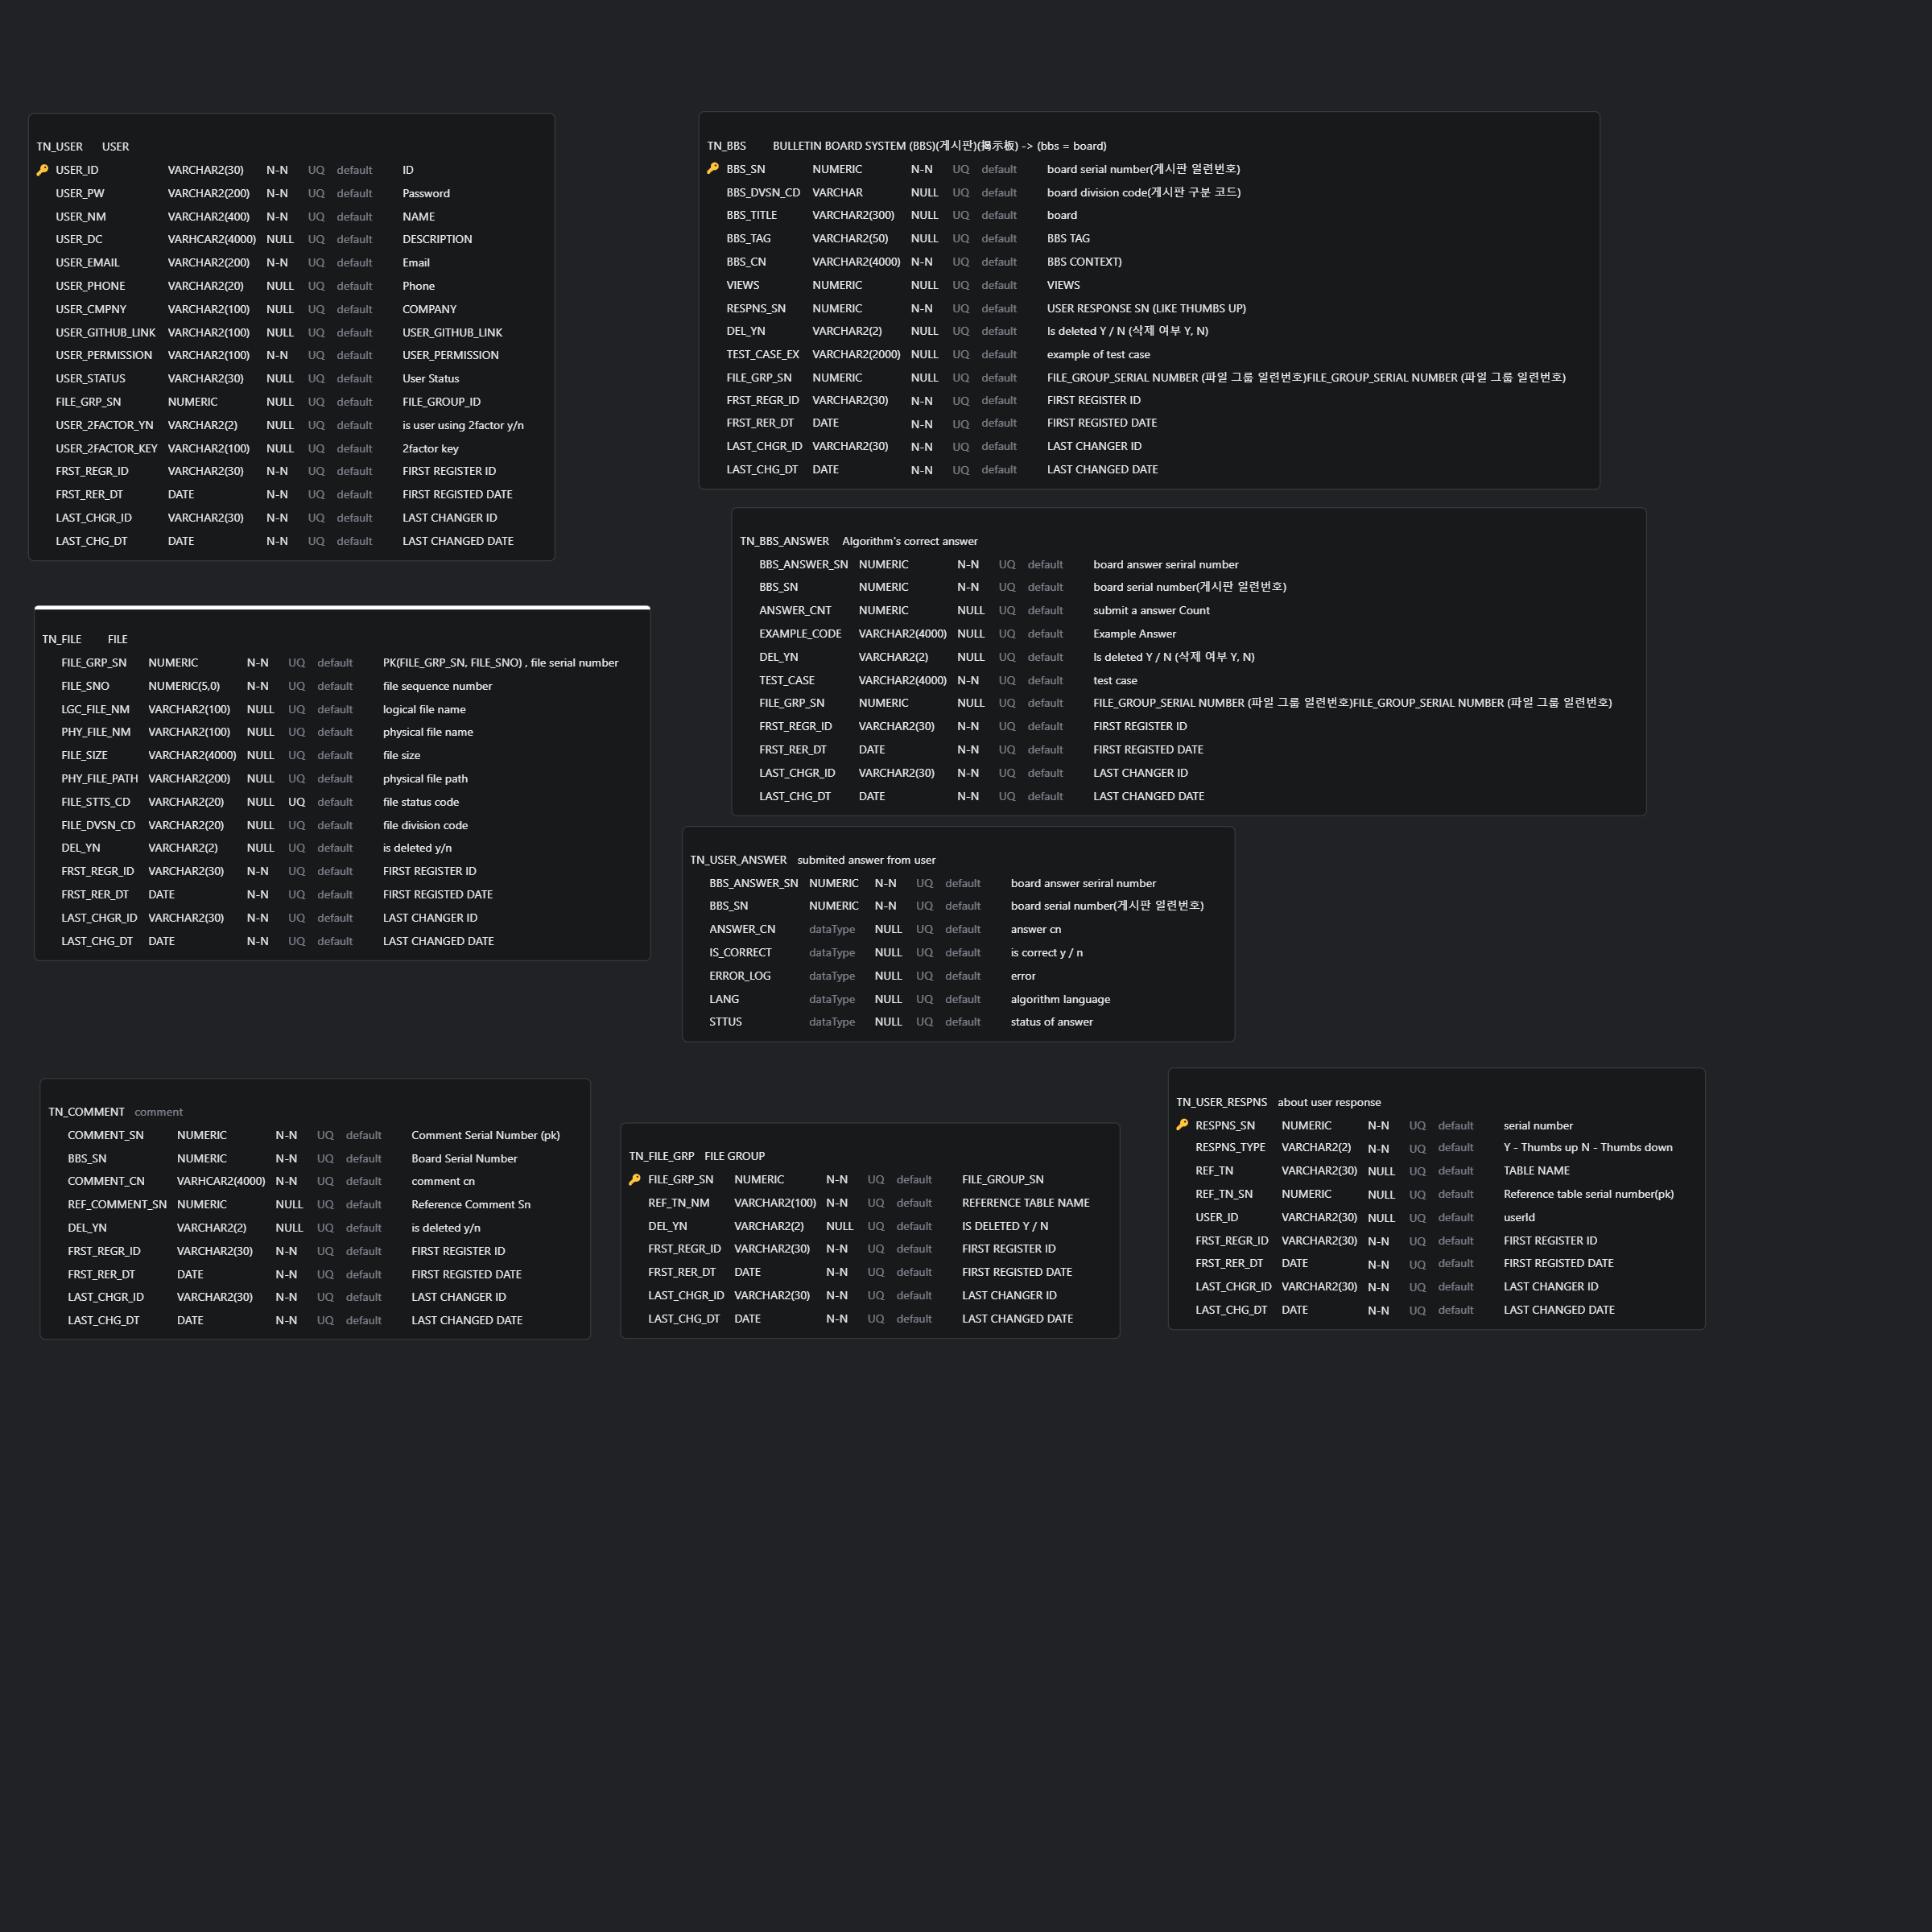 TN_USER USER
USER_ID VARCHAR2(30) N-N UQ default ID
USER_PW VARCHAR2(200) N-N UQ default Password
USER_NM VARCHAR2(400) N-N UQ default NAME
USER_DC VARHCAR2(4000) NULL UQ default DESCRIPTION
USER_EMAIL VARCHAR2(200) N-N UQ default Email
USER_PHONE VARCHAR2(20) NULL UQ default Phone
USER_CMPNY VARCHAR2(100) NULL UQ default COMPANY
USER_GITHUB_LINK VARCHAR2(100) NULL UQ default USER_GITHUB_LINK
USER_PERMISSION VARCHAR2(100) N-N UQ default USER_PERMISSION
USER_STATUS VARCHAR2(30) NULL UQ default User Status
FILE_GRP_SN NUMERIC NULL UQ default FILE_GROUP_ID
USER_2FACTOR_YN VARCHAR2(2) NULL UQ default is user using 2factor y/n
USER_2FACTOR_KEY VARCHAR2(100) NULL UQ default 2factor key
FRST_REGR_ID VARCHAR2(30) N-N UQ default FIRST REGISTER ID
FRST_RER_DT DATE N-N UQ default FIRST REGISTED DATE
LAST_CHGR_ID VARCHAR2(30) N-N UQ default LAST CHANGER ID
LAST_CHG_DT DATE N-N UQ default LAST CHANGED DATE
TN_BBS BULLETIN BOARD SYSTEM (BBS)(게시판)(揭示板) -> (bbs = board)
BBS_SN NUMERIC N-N UQ default board serial number(게시판 일련번호)
BBS_DVSN_CD VARCHAR NULL UQ default board division code(게시판 구분 코드)
BBS_TITLE VARCHAR2(300) NULL UQ default board
BBS_TAG VARCHAR2(50) NULL UQ default BBS TAG
BBS_CN VARCHAR2(4000) N-N UQ default BBS CONTEXT)
VIEWS NUMERIC NULL UQ default VIEWS
RESPNS_SN NUMERIC N-N UQ default USER RESPONSE SN (LIKE THUMBS UP)
DEL_YN VARCHAR2(2) NULL UQ default Is deleted Y / N (삭제 여부 Y, N)
TEST_CASE_EX VARCHAR2(2000) NULL UQ default example of test case
FILE_GRP_SN NUMERIC NULL UQ default FILE_GROUP_SERIAL NUMBER (파일 그룹 일련번호)FILE_GROUP_SERIAL NUMBER (파일 그룹 일련번호)
FRST_REGR_ID VARCHAR2(30) N-N UQ default FIRST REGISTER ID
FRST_RER_DT DATE N-N UQ default FIRST REGISTED DATE
LAST_CHGR_ID VARCHAR2(30) N-N UQ default LAST CHANGER ID
LAST_CHG_DT DATE N-N UQ default LAST CHANGED DATE
TN_BBS_ANSWER Algorithm's correct answer
BBS_ANSWER_SN NUMERIC N-N UQ default board answer seriral number
BBS_SN NUMERIC N-N UQ default board serial number(게시판 일련번호)
ANSWER_CNT NUMERIC NULL UQ default submit a answer Count
EXAMPLE_CODE VARCHAR2(4000) NULL UQ default Example Answer
DEL_YN VARCHAR2(2) NULL UQ default Is deleted Y / N (삭제 여부 Y, N)
TEST_CASE VARCHAR2(4000) N-N UQ default test case
FILE_GRP_SN NUMERIC NULL UQ default FILE_GROUP_SERIAL NUMBER (파일 그룹 일련번호)FILE_GROUP_SERIAL NUMBER (파일 그룹 일련번호)
FRST_REGR_ID VARCHAR2(30) N-N UQ default FIRST REGISTER ID
FRST_RER_DT DATE N-N UQ default FIRST REGISTED DATE
LAST_CHGR_ID VARCHAR2(30) N-N UQ default LAST CHANGER ID
LAST_CHG_DT DATE N-N UQ default LAST CHANGED DATE
TN_FILE FILE
FILE_GRP_SN NUMERIC N-N UQ default PK(FILE_GRP_SN, FILE_SNO) , file serial number
FILE_SNO NUMERIC(5,0) N-N UQ default file sequence number
LGC_FILE_NM VARCHAR2(100) NULL UQ default logical file name
PHY_FILE_NM VARCHAR2(100) NULL UQ default physical file name
FILE_SIZE VARCHAR2(4000) NULL UQ default file size
PHY_FILE_PATH VARCHAR2(200) NULL UQ default physical file path
FILE_STTS_CD VARCHAR2(20) NULL UQ default file status code
FILE_DVSN_CD VARCHAR2(20) NULL UQ default file division code
DEL_YN VARCHAR2(2) NULL UQ default is deleted y/n
FRST_REGR_ID VARCHAR2(30) N-N UQ default FIRST REGISTER ID
FRST_RER_DT DATE N-N UQ default FIRST REGISTED DATE
LAST_CHGR_ID VARCHAR2(30) N-N UQ default LAST CHANGER ID
LAST_CHG_DT DATE N-N UQ default LAST CHANGED DATE
TN_USER_ANSWER submited answer from user
BBS_ANSWER_SN NUMERIC N-N UQ default board answer seriral number
BBS_SN NUMERIC N-N UQ default board serial number(게시판 일련번호)
ANSWER_CN dataType NULL UQ default answer cn
IS_CORRECT dataType NULL UQ default is correct y / n
ERROR_LOG dataType NULL UQ default error
LANG dataType NULL UQ default algorithm language
STTUS dataType NULL UQ default status of answer
TN_COMMENT comment
COMMENT_SN NUMERIC N-N UQ default Comment Serial Number (pk)
BBS_SN NUMERIC N-N UQ default Board Serial Number
COMMENT_CN VARHCAR2(4000) N-N UQ default comment cn
REF_COMMENT_SN NUMERIC NULL UQ default Reference Comment Sn
DEL_YN VARCHAR2(2) NULL UQ default is deleted y/n
FRST_REGR_ID VARCHAR2(30) N-N UQ default FIRST REGISTER ID
FRST_RER_DT DATE N-N UQ default FIRST REGISTED DATE
LAST_CHGR_ID VARCHAR2(30) N-N UQ default LAST CHANGER ID
LAST_CHG_DT DATE N-N UQ default LAST CHANGED DATE
TN_FILE_GRP FILE GROUP
FILE_GRP_SN NUMERIC N-N UQ default FILE_GROUP_SN
REF_TN_NM VARCHAR2(100) N-N UQ default REFERENCE TABLE NAME
DEL_YN VARCHAR2(2) NULL UQ default IS DELETED Y / N
FRST_REGR_ID VARCHAR2(30) N-N UQ default FIRST REGISTER ID
FRST_RER_DT DATE N-N UQ default FIRST REGISTED DATE
LAST_CHGR_ID VARCHAR2(30) N-N UQ default LAST CHANGER ID
LAST_CHG_DT DATE N-N UQ default LAST CHANGED DATE
TN_USER_RESPNS about user response
RESPNS_SN NUMERIC N-N UQ default serial number
RESPNS_TYPE VARCHAR2(2) N-N UQ default Y - Thumbs up N - Thumbs down
REF_TN VARCHAR2(30) NULL UQ default TABLE NAME
REF_TN_SN NUMERIC NULL UQ default Reference table serial number(pk)
USER_ID VARCHAR2(30) NULL UQ default userId
FRST_REGR_ID VARCHAR2(30) N-N UQ default FIRST REGISTER ID
FRST_RER_DT DATE N-N UQ default FIRST REGISTED DATE
LAST_CHGR_ID VARCHAR2(30) N-N UQ default LAST CHANGER ID
LAST_CHG_DT DATE N-N UQ default LAST CHANGED DATE